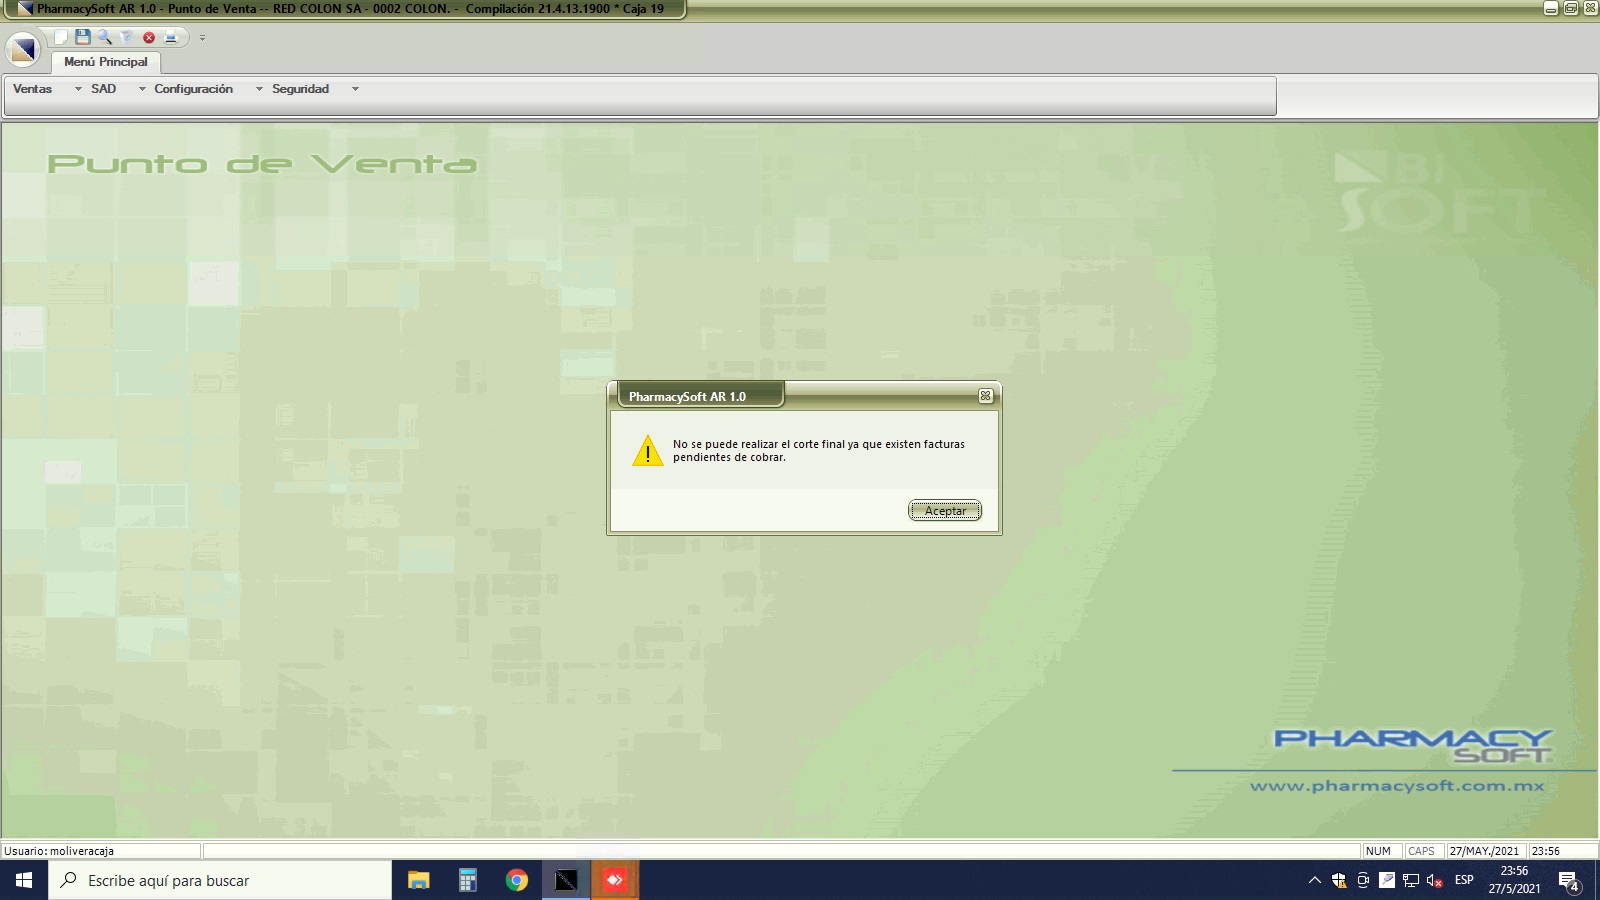 PharmacySoft AR 1.0 - Punto de Venta -- RED COLON SA - 0002 COLON. - Compilación 21.4.13.1900 * Caja 19
Menú Principal
Ventas SAD Configuración Seguridad
Punto de Venta
BI
SOFT
PharmacySoft AR 1.0
No se puede realizar el corte final ya que existen facturas
pendientes de cobrar.
Aceptar
PHARMACY
SOFT
www.pharmacysoft.com.mx
Usuario: moliveracaja
NUM CAPS 27/MAY./2021 23:56
Escribe aquí para buscar
ESP
23:56
27/5/2021
4